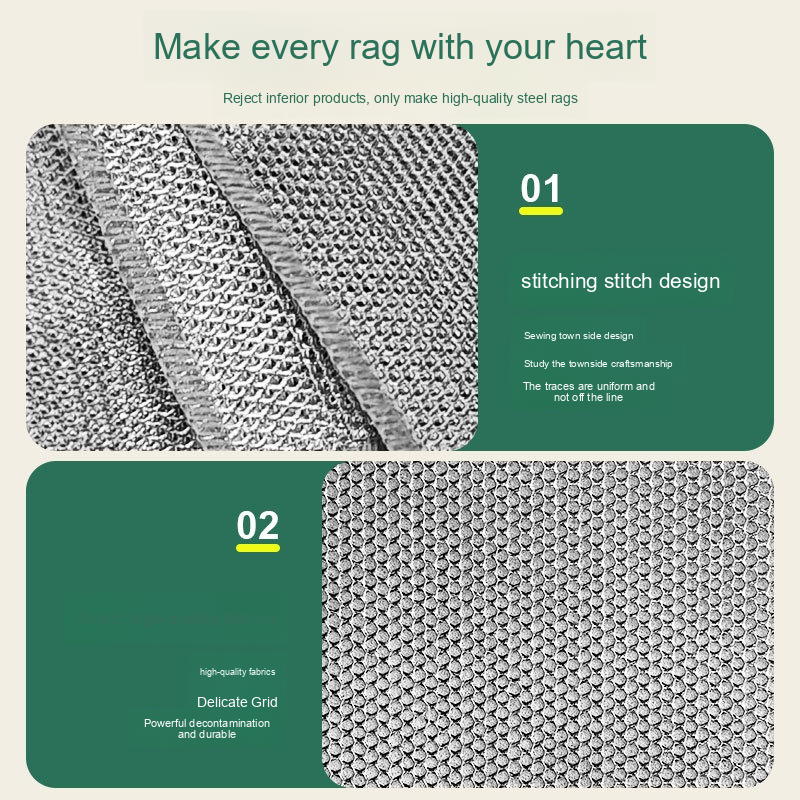 Make every rag with your heart
Reject inferior products, only make high-quality steel rags
01
stitching stitch design
Sewing town side design
Study the townside craftsmanship
The traces are uniform and
not off the line
02
high-quality fabrics
Delicate Grid
Powerful decontamination
and durable